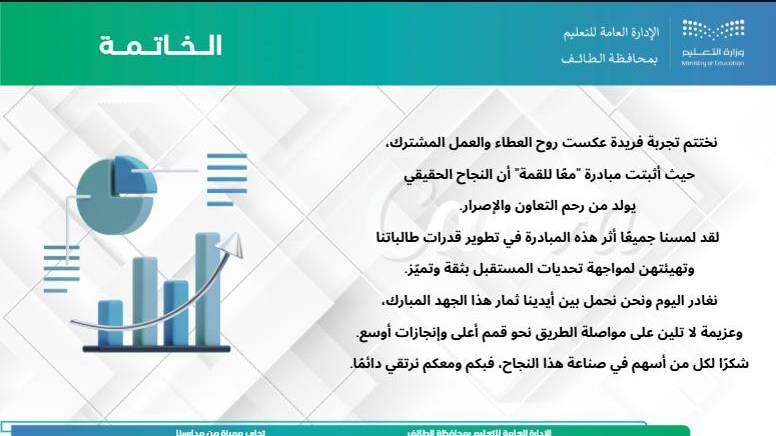 الخاتمة
الإدارة العامة للتعليم
بمحافظة الطائف
وزارة التعليم
Ministry of Education
نختتم تجربة فريدة عكست روح العطاء والعمل المشترك،
حيث أثبتت مبادرة "معًا للقمة" أن النجاح الحقيقي
يولد من رحم التعاون والإصرار.
لقد لمسنا جميعًا أثر هذه المبادرة في تطوير قدرات طالباتنا
وتهيئتهن لمواجهة تحديات المستقبل بثقة وتميّز.
نغادر اليوم ونحن نحمل بين أيدينا ثمار هذا الجهد المبارك،
وعزيمة لا تلين على مواصلة الطريق نحو قمم أعلى وإنجازات أوسع.
شكرًا لكل من أسهم في صناعة هذا النجاح، فبكم ومعكم نرتقي دائمًا.
الإدارة العامة للتعليم بمحافظة الطائف
تجارب مميزة من مدارسنا